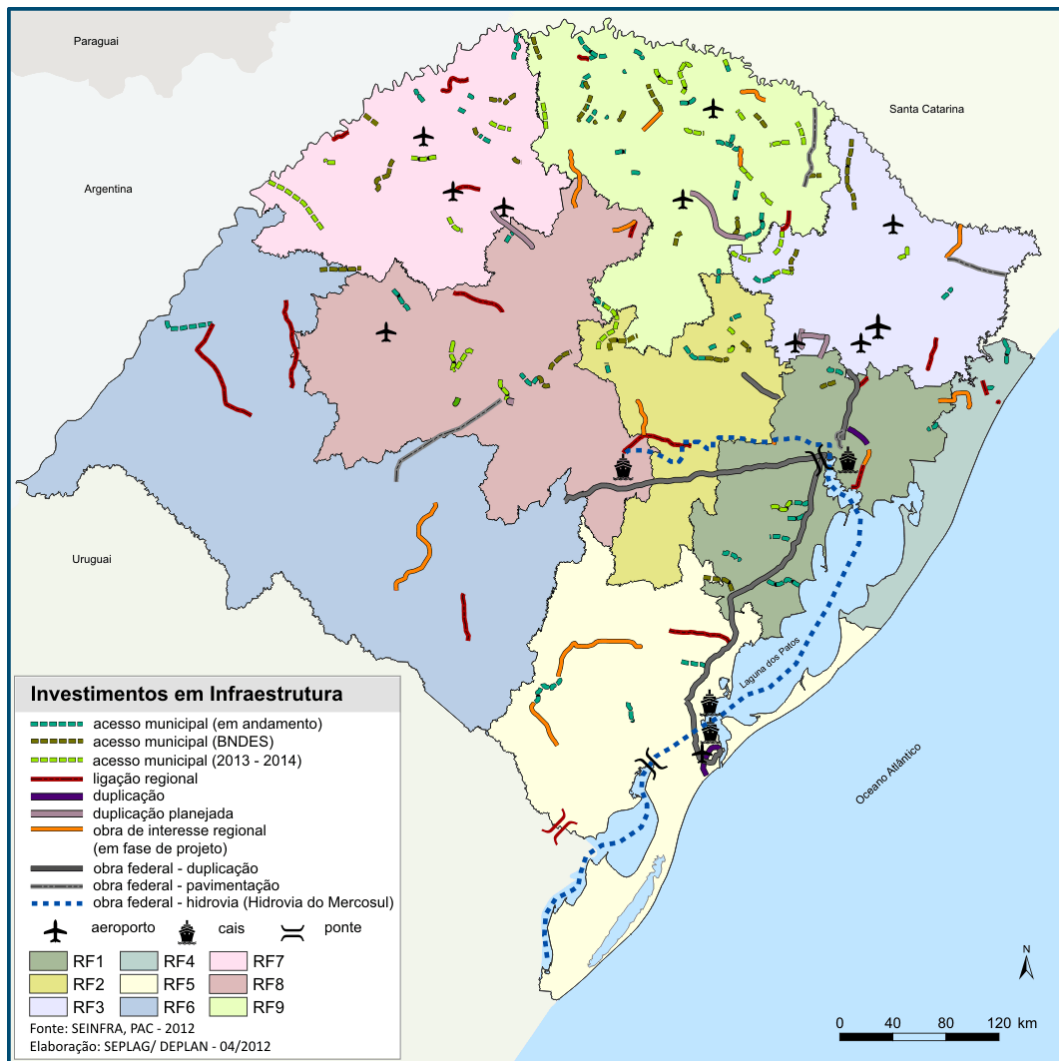 Paraguai
Santa Catarina
Argentina
Uruguai
Laguna dos Patos
Oceano Atlântico
Investimentos em Infraestrutura
acesso municipal (em andamento)
acesso municipal (BNDES)
acesso municipal (2013 - 2014)
ligação regional
duplicação
duplicação planejada
obra de interesse regional
(em fase de projeto)
obra federal - duplicação
obra federal - pavimentação
obra federal - hidrovia (Hidrovia do Mercosul)
aeroporto cais ponte
RF1 RF4 RF7
RF2 RF5 RF8
RF3 RF6 RF9
Fonte: SEINFRA, PAC - 2012
Elaboração: SEPLAG/ DEPLAN - 04/2012
N
0 40 80 120 km